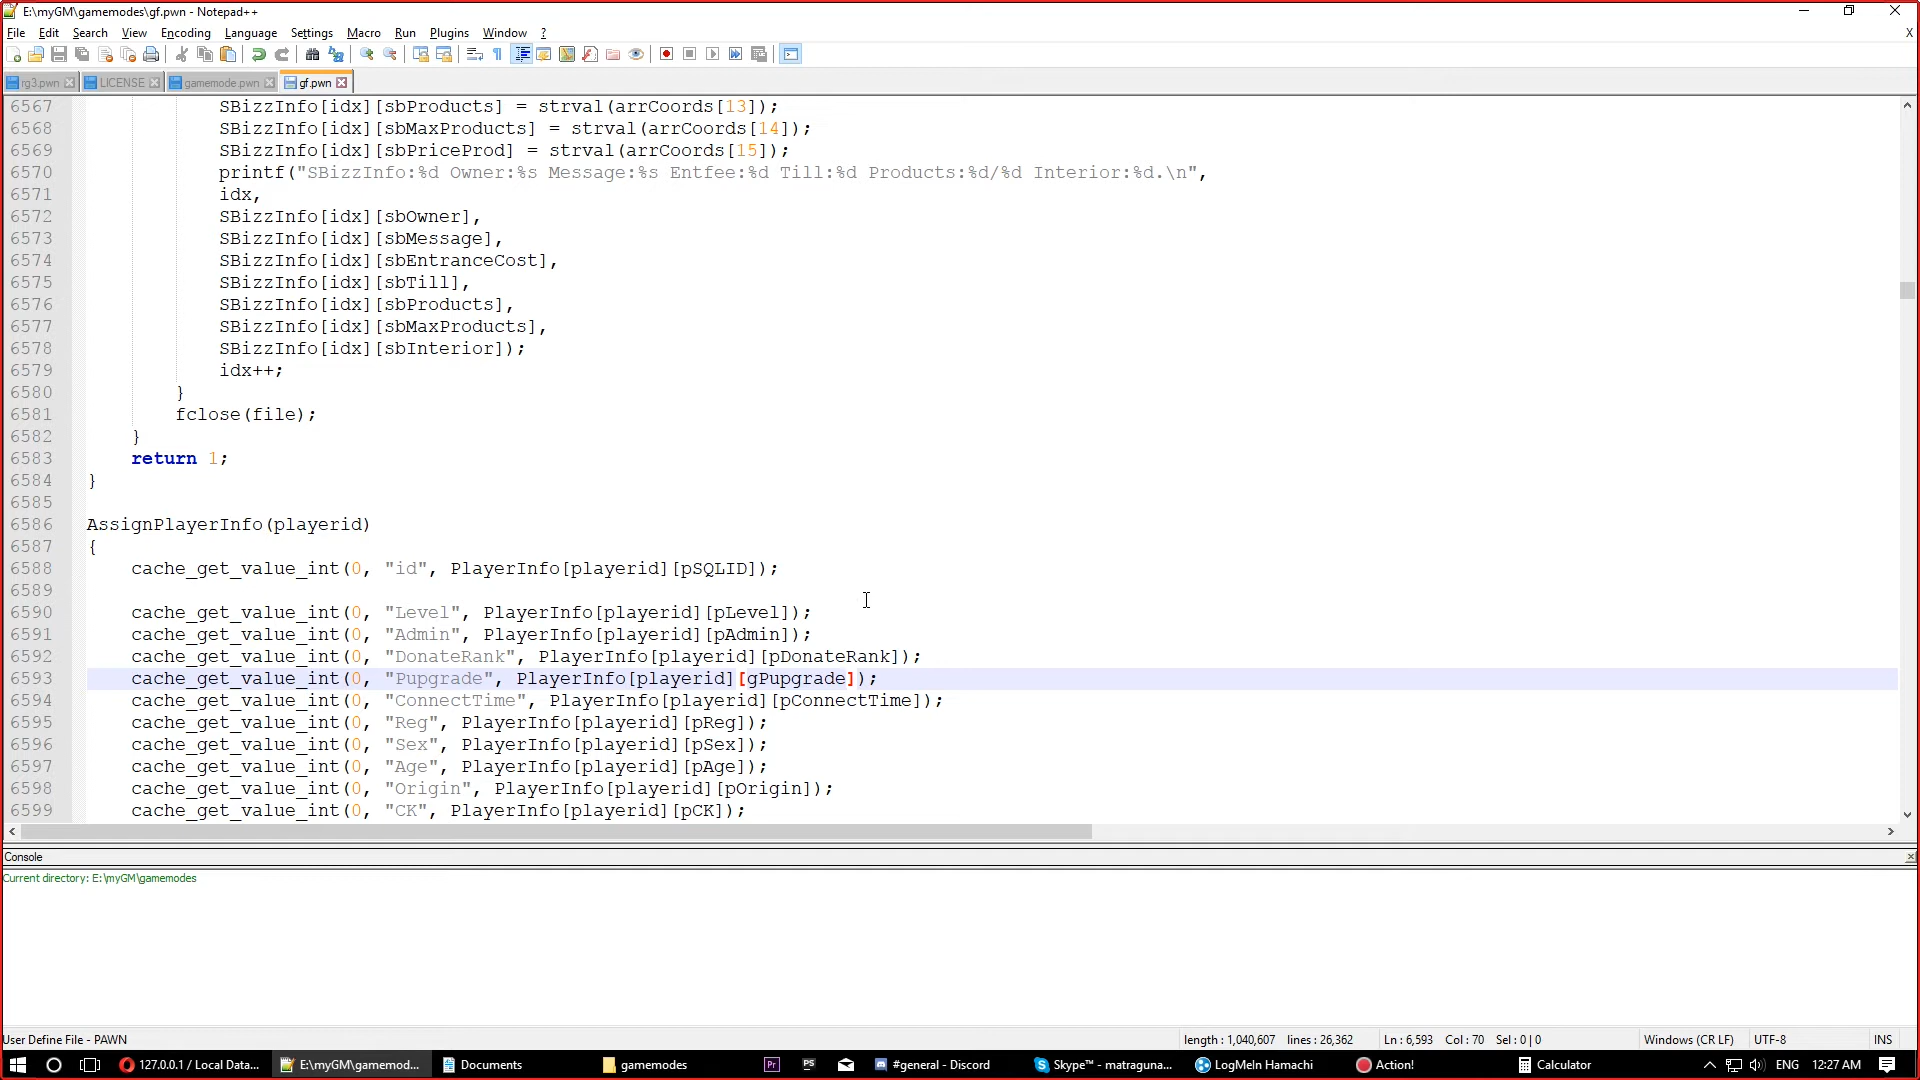 E:\myGM\gamemodes\gf.pwn - Notepad++
File Edit Search View Encoding Language Settings Macro Run Plugins Window ? X
rg3.pwn LICENSE gamemode.pwn gf.pwn
6567 SBizzInfo[idx][sbProducts] = strval(arrCoords[13]);
6568 SBizzInfo[idx][sbMaxProducts] = strval(arrCoords[14]);
6569 SBizzInfo[idx][sbPriceProd] = strval(arrCoords[15]);
6570 printf("SBizzInfo:%d Owner:%s Message:%s Entfee:%d Till:%d Products:%d/%d Interior:%d.\n",
6571 idx,
6572 SBizzInfo[idx][sbOwner],
6573 SBizzInfo[idx][sbMessage],
6574 SBizzInfo[idx][sbEntranceCost],
6575 SBizzInfo[idx][sbTill],
6576 SBizzInfo[idx][sbProducts],
6577 SBizzInfo[idx][sbMaxProducts],
6578 SBizzInfo[idx][sbInterior]);
6579 idx++;
6580 }
6581 fclose(file);
6582 }
6583 return 1;
6584 }
6585
6586 AssignPlayerInfo(playerid)
6587 {
6588 cache_get_value_int(0, "id", PlayerInfo[playerid][pSQLID]);
6589
6590 cache_get_value_int(0, "Level", PlayerInfo[playerid][pLevel]);
6591 cache_get_value_int(0, "Admin", PlayerInfo[playerid][pAdmin]);
6592 cache_get_value_int(0, "DonateRank", PlayerInfo[playerid][pDonateRank]);
6593 cache_get_value_int(0, "Pupgrade", PlayerInfo[playerid][gPupgrade]);
6594 cache_get_value_int(0, "ConnectTime", PlayerInfo[playerid][pConnectTime]);
6595 cache_get_value_int(0, "Reg", PlayerInfo[playerid][pReg]);
6596 cache_get_value_int(0, "Sex", PlayerInfo[playerid][pSex]);
6597 cache_get_value_int(0, "Age", PlayerInfo[playerid][pAge]);
6598 cache_get_value_int(0, "Origin", PlayerInfo[playerid][pOrigin]);
6599 cache_get_value_int(0, "CK", PlayerInfo[playerid][pCK]);
Console
Current directory: E:\myGM\gamemodes
User Define File - PAWN length : 1,040,607 lines : 26,362 Ln : 6,593 Col : 70 Sel : 0 | 0 Windows (CR LF) UTF-8 INS
127.0.0.1 / Local Data... E:\myGM\gamemod... Documents gamemodes Pr PS #general - Discord Skype™ - matraguna... LogMeIn Hamachi Action! Calculator ENG 12:27 AM